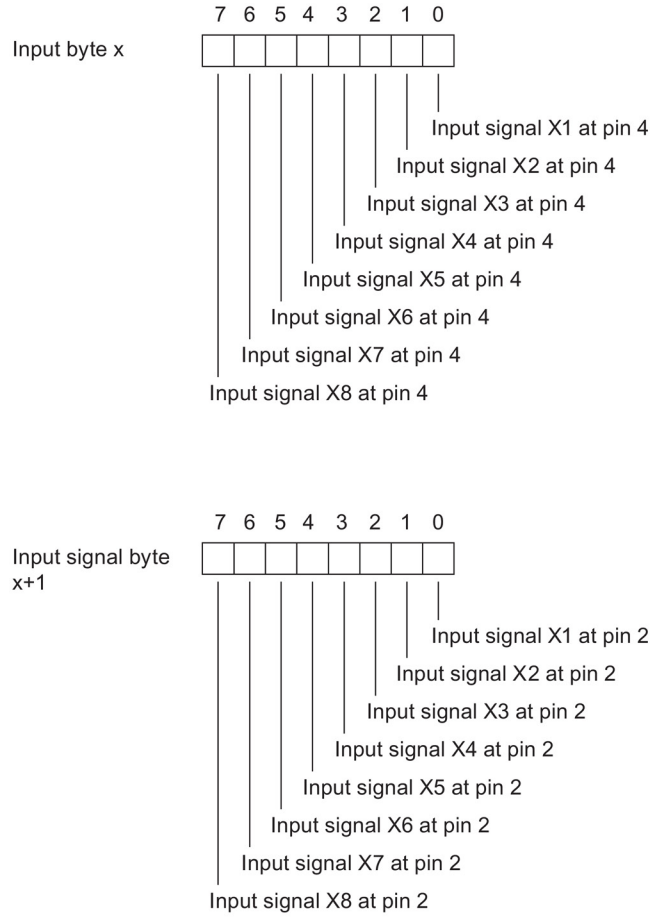 7 6 5 4 3 2 1 0
Input byte x
Input signal X1 at pin 4
Input signal X2 at pin 4
Input signal X3 at pin 4
Input signal X4 at pin 4
Input signal X5 at pin 4
Input signal X6 at pin 4
Input signal X7 at pin 4
Input signal X8 at pin 4
7 6 5 4 3 2 1 0
Input signal byte
x+1
Input signal X1 at pin 2
Input signal X2 at pin 2
Input signal X3 at pin 2
Input signal X4 at pin 2
Input signal X5 at pin 2
Input signal X6 at pin 2
Input signal X7 at pin 2
Input signal X8 at pin 2